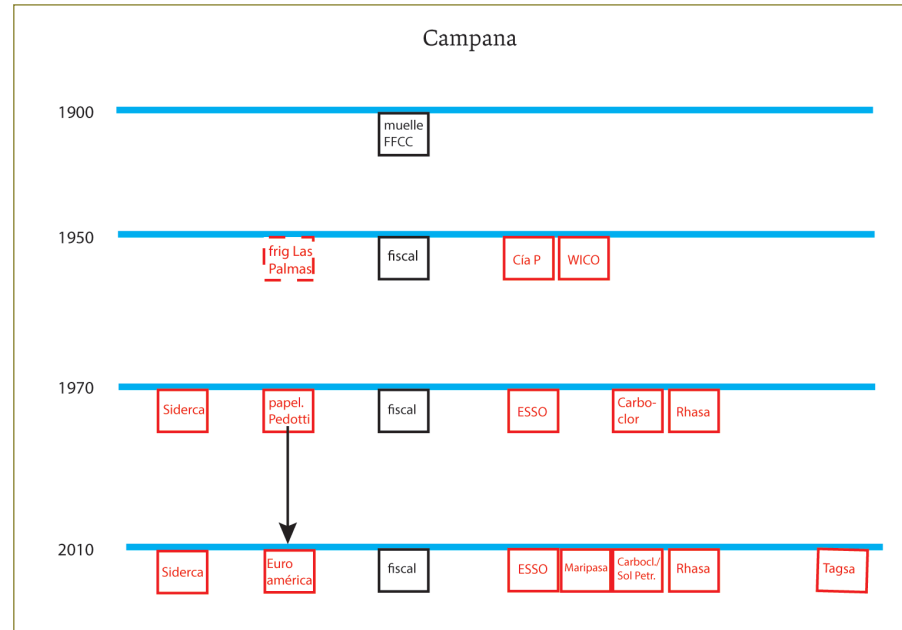 Campana
1900
muelle
FFCC
1950
frig Las
Palmas
fiscal
Cía P
WICO
1970
Siderca
papel.
Pedotti
fiscal
ESSO
Carbo-
clor
Rhasa
2010
Siderca
Euro
américa
fiscal
ESSO
Maripasa
Carbocl./
Sol Petr.
Rhasa
Tagsa